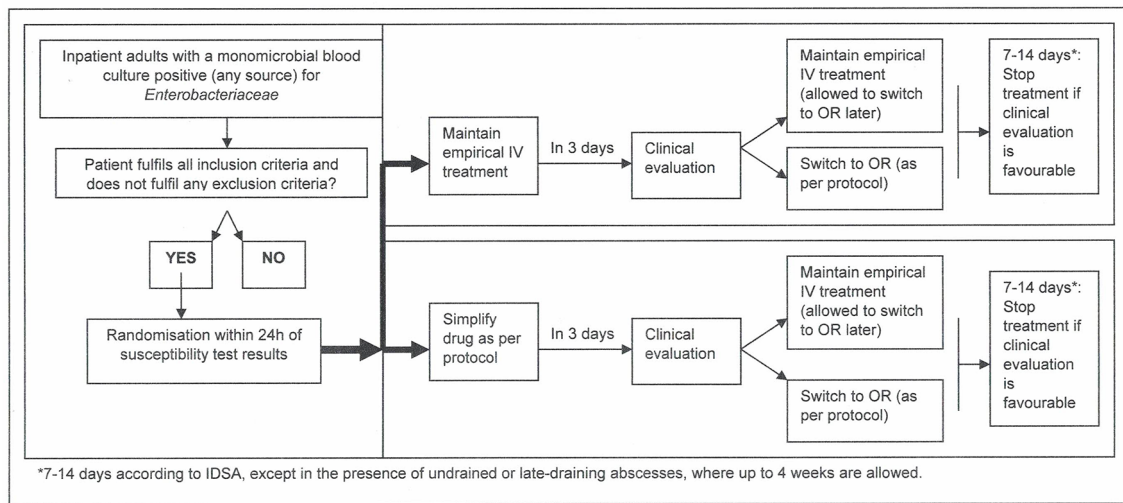 Inpatient adults with a monomicrobial blood
culture positive (any source) for
Enterobacteriaceae
Patient fulfils all inclusion criteria and
does not fulfil any exclusion criteria?
YES
NO
Randomisation within 24h of
susceptibility test results
Maintain
empirical IV
treatment
In 3 days
Clinical
evaluation
Maintain empirical
IV treatment
(allowed to switch
to OR later)
Switch to OR (as
per protocol)
7-14 days*:
Stop
treatment if
clinical
evaluation
is
favourable
Simplify
drug as per
protocol
In 3 days
Clinical
evaluation
Maintain empirical
IV treatment
(allowed to switch
to OR later)
Switch to OR (as
per protocol)
7-14 days*:
Stop
treatment if
clinical
evaluation
is
favourable
*7-14 days according to IDSA, except in the presence of undrained or late-draining abscesses, where up to 4 weeks are allowed.